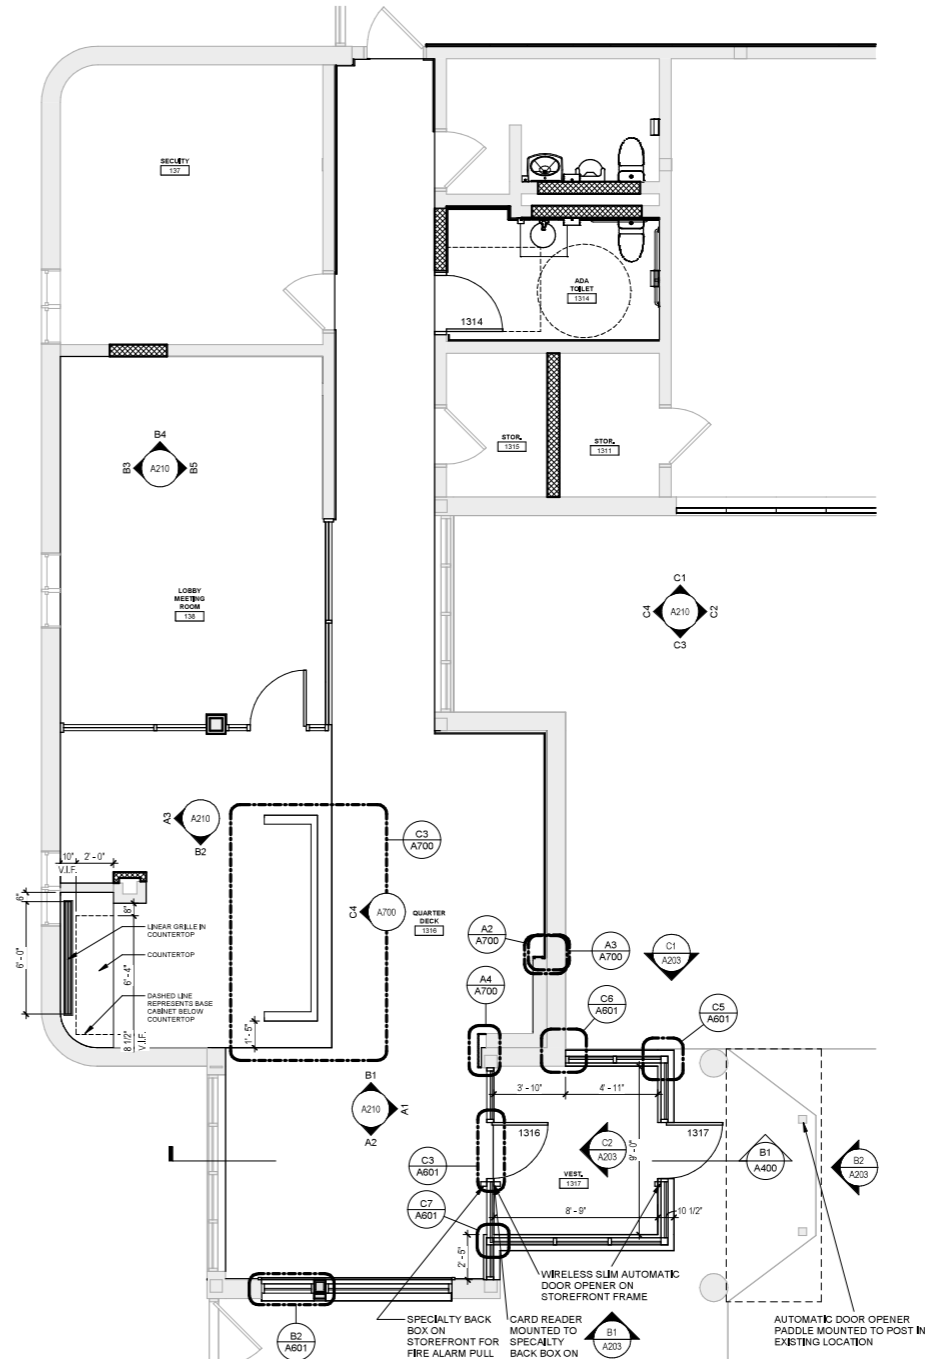 SECUITY
137
ADA
TOILET
1314
1314
STOR.
1315
STOR.
1311
B4
B3
A210
B5
C1
C4
A210
C2
C3
LOBBY
MEETING
ROOM
138
A3
A210
B2
C3
A700
10"
2' - 0"
V.I.F.
6"
8"
6' - 0"
6' - 4"
8 1/2"
V.I.F.
LINEAR GRILLE IN
COUNTERTOP
COUNTERTOP
DASHED LINE
REPRESENTS BASE
CABINET BELOW
COUNTERTOP
C4
A700
QUARTER
DECK
1316
1' - 5"
A2
A700
A3
A700
C1
A203
A4
A700
C6
A601
C5
A601
B1
A210
A1
A2
3' - 10"
4' - 11"
1316
1317
C2
A203
9' - 0"
C3
A601
VEST.
1317
B1
A400
B2
A203
C7
A601
8' - 9"
10 1/2"
2' - 5"
WIRELESS SLIM AUTOMATIC
DOOR OPENER ON
STOREFRONT FRAME
B2
A601
SPECIALTY BACK
BOX ON
STOREFRONT FOR
FIRE ALARM PULL
CARD READER
MOUNTED TO
SPECAILTY
BACK BOX ON
B1
A203
AUTOMATIC DOOR OPENER
PADDLE MOUNTED TO POST IN
EXISTING LOCATION